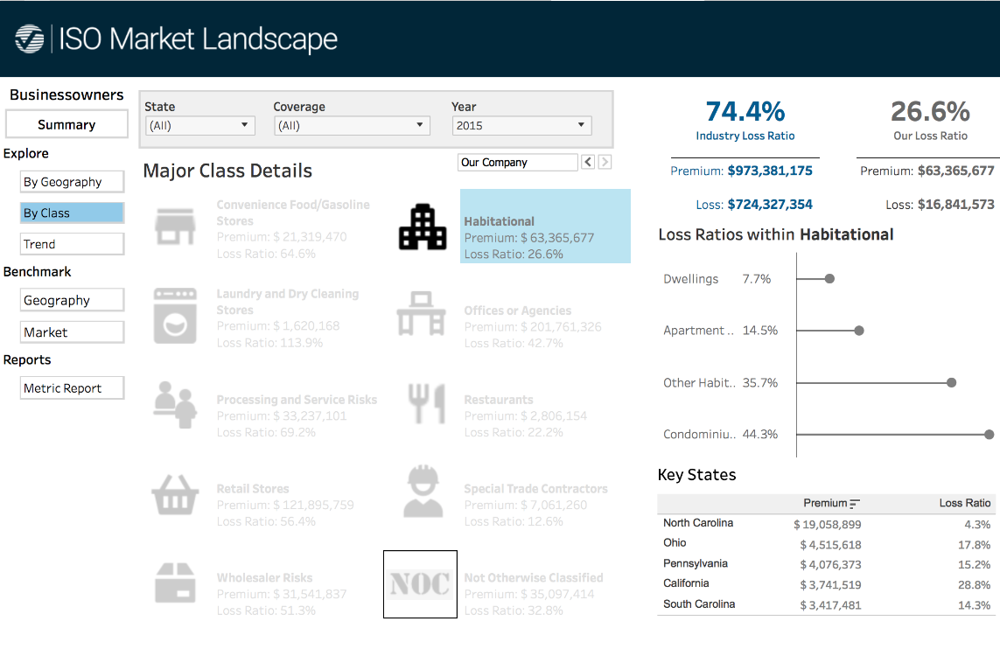 ISO Market Landscape
Businessowners
Summary
Explore
By Geography
By Class
Trend
Benchmark
Geography
Market
Reports
Metric Report
State
(All)
Coverage
(All)
Year
2015
Major Class Details
Our Company
Convenience Food/Gasoline
Stores
Premium: $ 21,319,470
Loss Ratio: 64.6%
Habitational
Premium: $ 63,365,677
Loss Ratio: 26.6%
Laundry and Dry Cleaning
Stores
Premium: $ 1,620,168
Loss Ratio: 113.9%
Offices or Agencies
Premium: $ 201,761,326
Loss Ratio: 42.7%
Processing and Service Risks
Premium: $ 33,237,101
Loss Ratio: 69.2%
Restaurants
Premium: $ 2,806,154
Loss Ratio: 22.2%
Retail Stores
Premium: $ 121,895,759
Loss Ratio: 56.4%
Special Trade Contractors
Premium: $ 7,061,260
Loss Ratio: 12.6%
Wholesaler Risks
Premium: $ 31,541,837
Loss Ratio: 51.3%
NOC
Not Otherwise Classified
Premium: $ 35,097,414
Loss Ratio: 32.8%
74.4%
Industry Loss Ratio
Premium: $973,381,175
Loss: $724,327,354
26.6%
Our Loss Ratio
Premium: $63,365,677
Loss: $16,841,573
Loss Ratios within Habitational
Dwellings 7.7%
Apartment .. 14.5%
Other Habit.. 35.7%
Condominiu.. 44.3%
Key States
Premium Loss Ratio
North Carolina $ 19,058,899 4.3%
Ohio $ 4,515,618 17.8%
Pennsylvania $ 4,076,373 15.2%
California $ 3,741,519 28.8%
South Carolina $ 3,417,481 14.3%